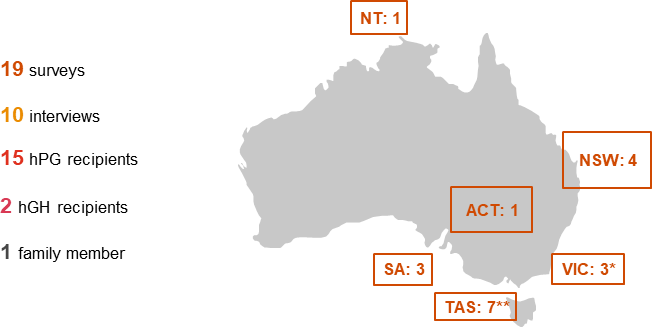 NT: 1
19 surveys
10 interviews
15 hPG recipients
NSW: 4
2 hGH recipients
ACT: 1
1 family member
SA: 3
VIC: 3*
TAS: 7**